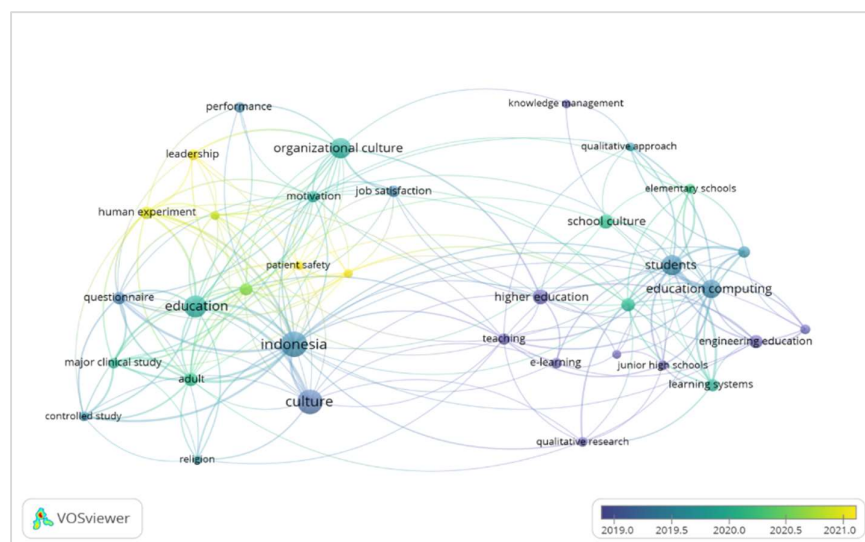 performance
knowledge management
organizational culture
qualitative approach
leadership
elementary schools
motivation
job satisfaction
human experiment
school culture
patient safety
students
questionnaire
education
higher education
education computing
indonesia
teaching
engineering education
major clinical study
adult
e-learning
junior high schools
learning systems
culture
controlled study
qualitative research
religion
VOSviewer
2019.0 2019.5 2020.0 2020.5 2021.0